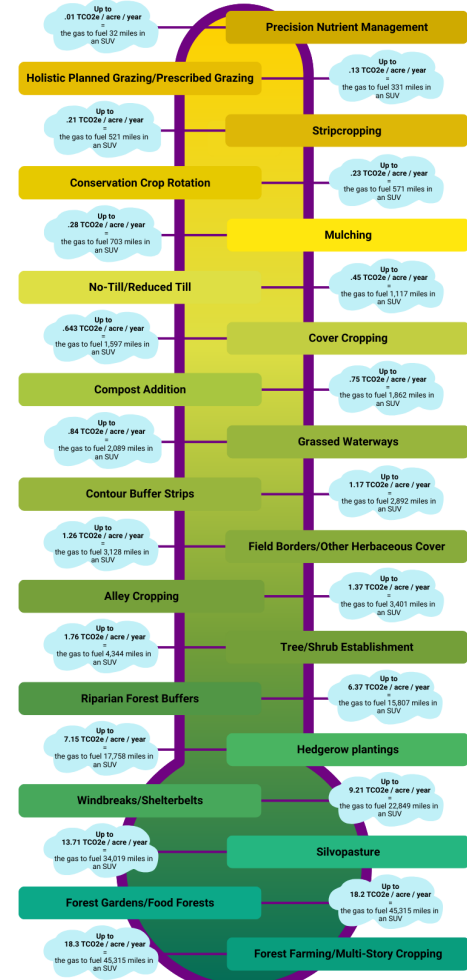 Up to
.01 TCO2e / acre / year
=
the gas to fuel 32 miles in
an SUV
Precision Nutrient Management
Holistic Planned Grazing/Prescribed Grazing
Up to
.13 TCO2e / acre / year
=
the gas to fuel 331 miles in
an SUV
Up to
.21 TCO2e / acre / year
=
the gas to fuel 521 miles in
an SUV
Stripcropping
Conservation Crop Rotation
Up to
.23 TCO2e / acre / year
=
the gas to fuel 571 miles in
an SUV
Up to
.28 TCO2e / acre / year
=
the gas to fuel 703 miles in
an SUV
Mulching
No-Till/Reduced Till
Up to
.45 TCO2e / acre / year
=
the gas to fuel 1,117 miles in
an SUV
Up to
.643 TCO2e / acre / year
=
the gas to fuel 1,597 miles in
an SUV
Cover Cropping
Compost Addition
Up to
.75 TCO2e / acre / year
=
the gas to fuel 1,862 miles in
an SUV
Up to
.84 TCO2e / acre / year
=
the gas to fuel 2,089 miles in
an SUV
Grassed Waterways
Contour Buffer Strips
Up to
1.17 TCO2e / acre / year
=
the gas to fuel 2,892 miles in
an SUV
Up to
1.26 TCO2e / acre / year
=
the gas to fuel 3,128 miles in
an SUV
Field Borders/Other Herbaceous Cover
Alley Cropping
Up to
1.37 TCO2e / acre / year
=
the gas to fuel 3,401 miles in
an SUV
Up to
1.76 TCO2e / acre / year
=
the gas to fuel 4,344 miles in
an SUV
Tree/Shrub Establishment
Riparian Forest Buffers
Up to
6.37 TCO2e / acre / year
=
the gas to fuel 15,807 miles in
an SUV
Up to
7.15 TCO2e / acre / year
=
the gas to fuel 17,758 miles in
an SUV
Hedgerow plantings
Windbreaks/Shelterbelts
Up to
9.21 TCO2e / acre / year
=
the gas to fuel 22,849 miles in
an SUV
Up to
13.71 TCO2e / acre / year
=
the gas to fuel 34,019 miles in
an SUV
Silvopasture
Forest Gardens/Food Forests
Up to
18.2 TCO2e / acre / year
=
the gas to fuel 45,315 miles in
an SUV
Up to
18.3 TCO2e / acre / year
=
the gas to fuel 45,315 miles in
an SUV
Forest Farming/Multi-Story Cropping